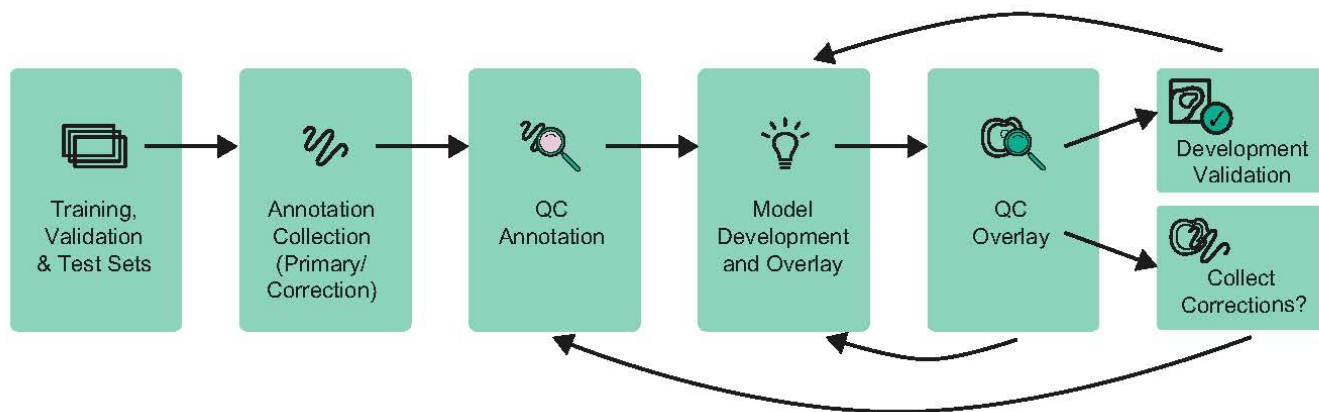 Training,
Validation
& Test Sets
Annotation
Collection
(Primary/
Correction)
QC
Annotation
Model
Development
and Overlay
QC
Overlay
Development
Validation
Collect
Corrections?